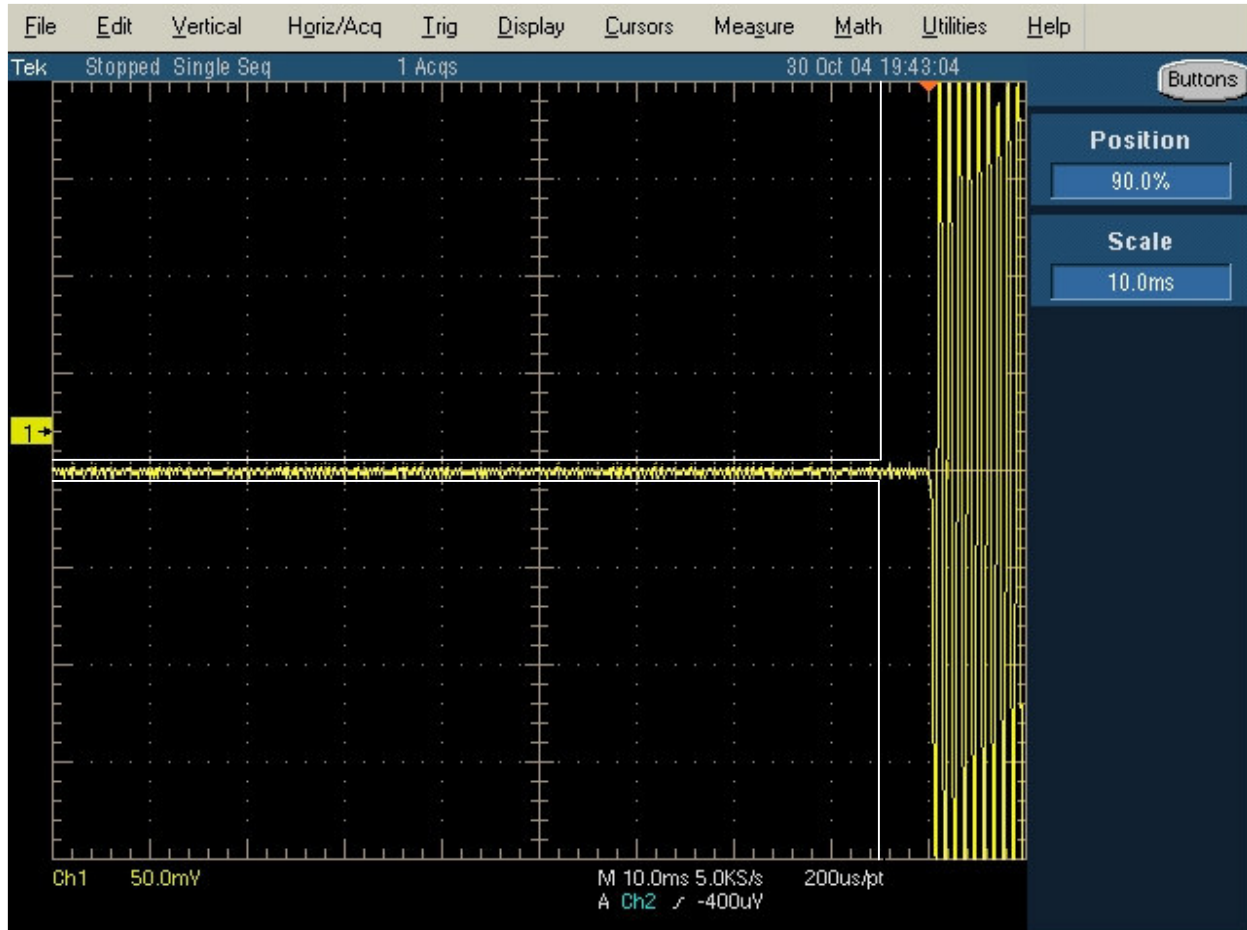 File Edit Vertical Horiz/Acq Trig Display Cursors Measure Math Utilities Help
Tek Stopped Single Seq 1 Acqs 30 Oct 04 19:43:04
Buttons
Position
90.0%
Scale
10.0ms
1
Ch1 50.0mV M 10.0ms 5.0KS/s 200us/pt
A Ch2 -400uV